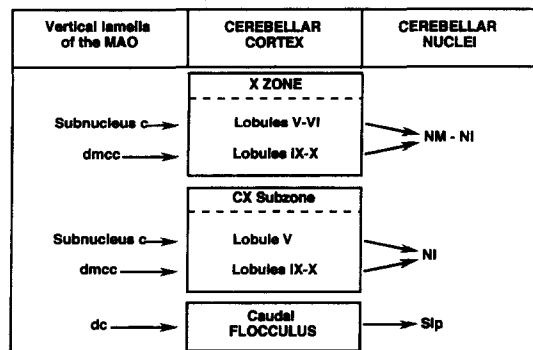 Vertical lamella of the MAO
CEREBELLAR CORTEX
CEREBELLAR NUCLEI
X ZONE
Subnucleus c
Lobules V-VI
dmcc
Lobules IX-X
NM - NI
CX Subzone
Subnucleus c
Lobule V
dmcc
Lobules IX-X
NI
dc
Caudal
FLOCCULUS
Slp